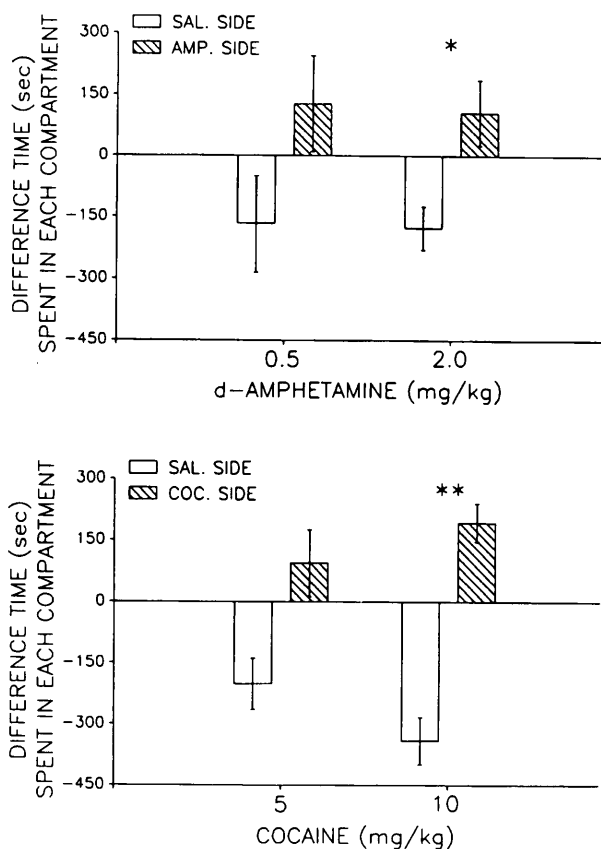 DIFFERENCE TIME (sec)
SPENT IN EACH COMPARTMENT
300
150
0
-150
-300
-450
SAL. SIDE
AMP. SIDE
*
0.5 2.0
d-AMPHETAMINE (mg/kg)
DIFFERENCE TIME (sec)
SPENT IN EACH COMPARTMENT
300
150
0
-150
-300
-450
SAL. SIDE
COC. SIDE
**
5 10
COCAINE (mg/kg)